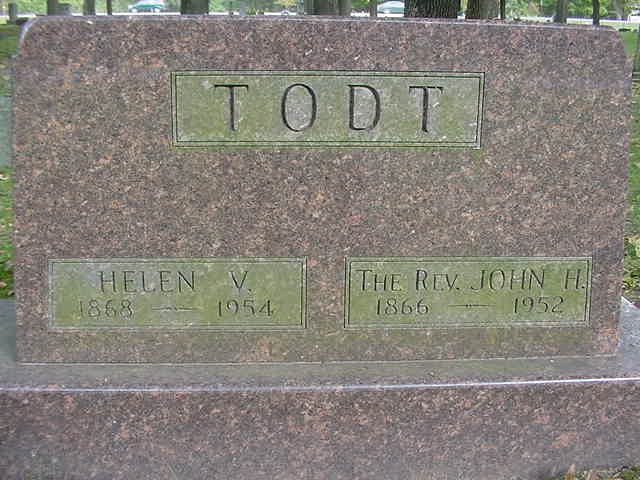 TODT
HELEN V.
1868 — 1954
THE REV. JOHN H.
1866 — 1952